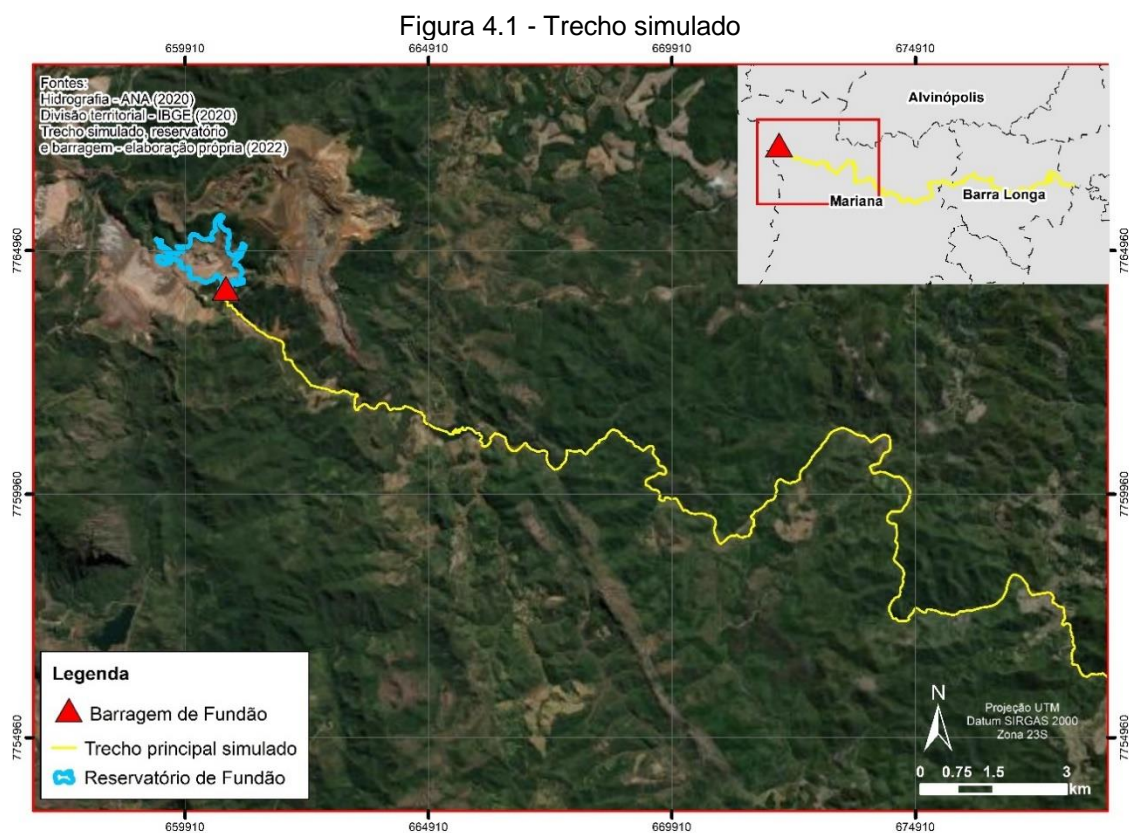 Figura 4.1 - Trecho simulado
659910
664910
669910
674910
Fontes:
Hidrografia - ANA (2020)
Divisão territorial - IBGE (2020)
Trecho simulado, reservatório
e barragem - elaboração própria (2022)
Alvinópolis
Mariana
Barra Longa
7764960
7764960
7759960
7759960
7754960
7754960
Legenda
Barragem de Fundão
Trecho principal simulado
Reservatório de Fundão
N
Projeção UTM
Datum SIRGAS 2000
Zona 23S
0 0.75 1.5 3
km
659910
664910
669910
674910